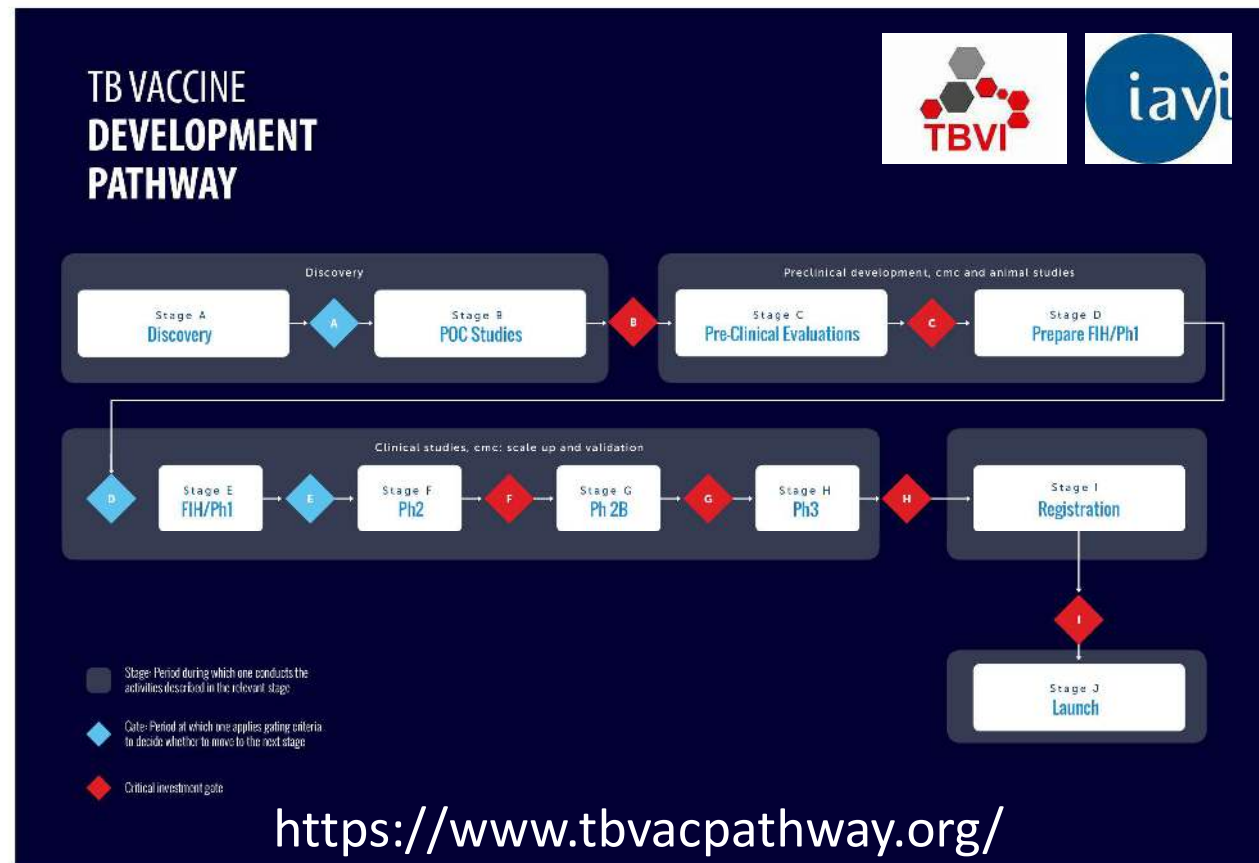 TB VACCINE
DEVELOPMENT
PATHWAY
TBVI
iavi
Discovery
Stage A
Discovery
A
Stage B
POC Studies
B
Preclinical development, cmc and animal studies
Stage C
Pre-Clinical Evaluations
C
Stage D
Prepare FIH/Ph1
Clinical studies, cmc: scale up and validation
D
Stage E
FIH/Ph1
E
Stage F
Ph2
F
Stage G
Ph 2B
G
Stage H
Ph3
H
Stage I
Registration
I
Stage J
Launch
Stage: Period during which one conducts the
activities described in the relevant stage
Gate: Period at which one applies gating criteria
to decide whether to move to the next stage
Critical investment gate
https://www.tbvacpathway.org/